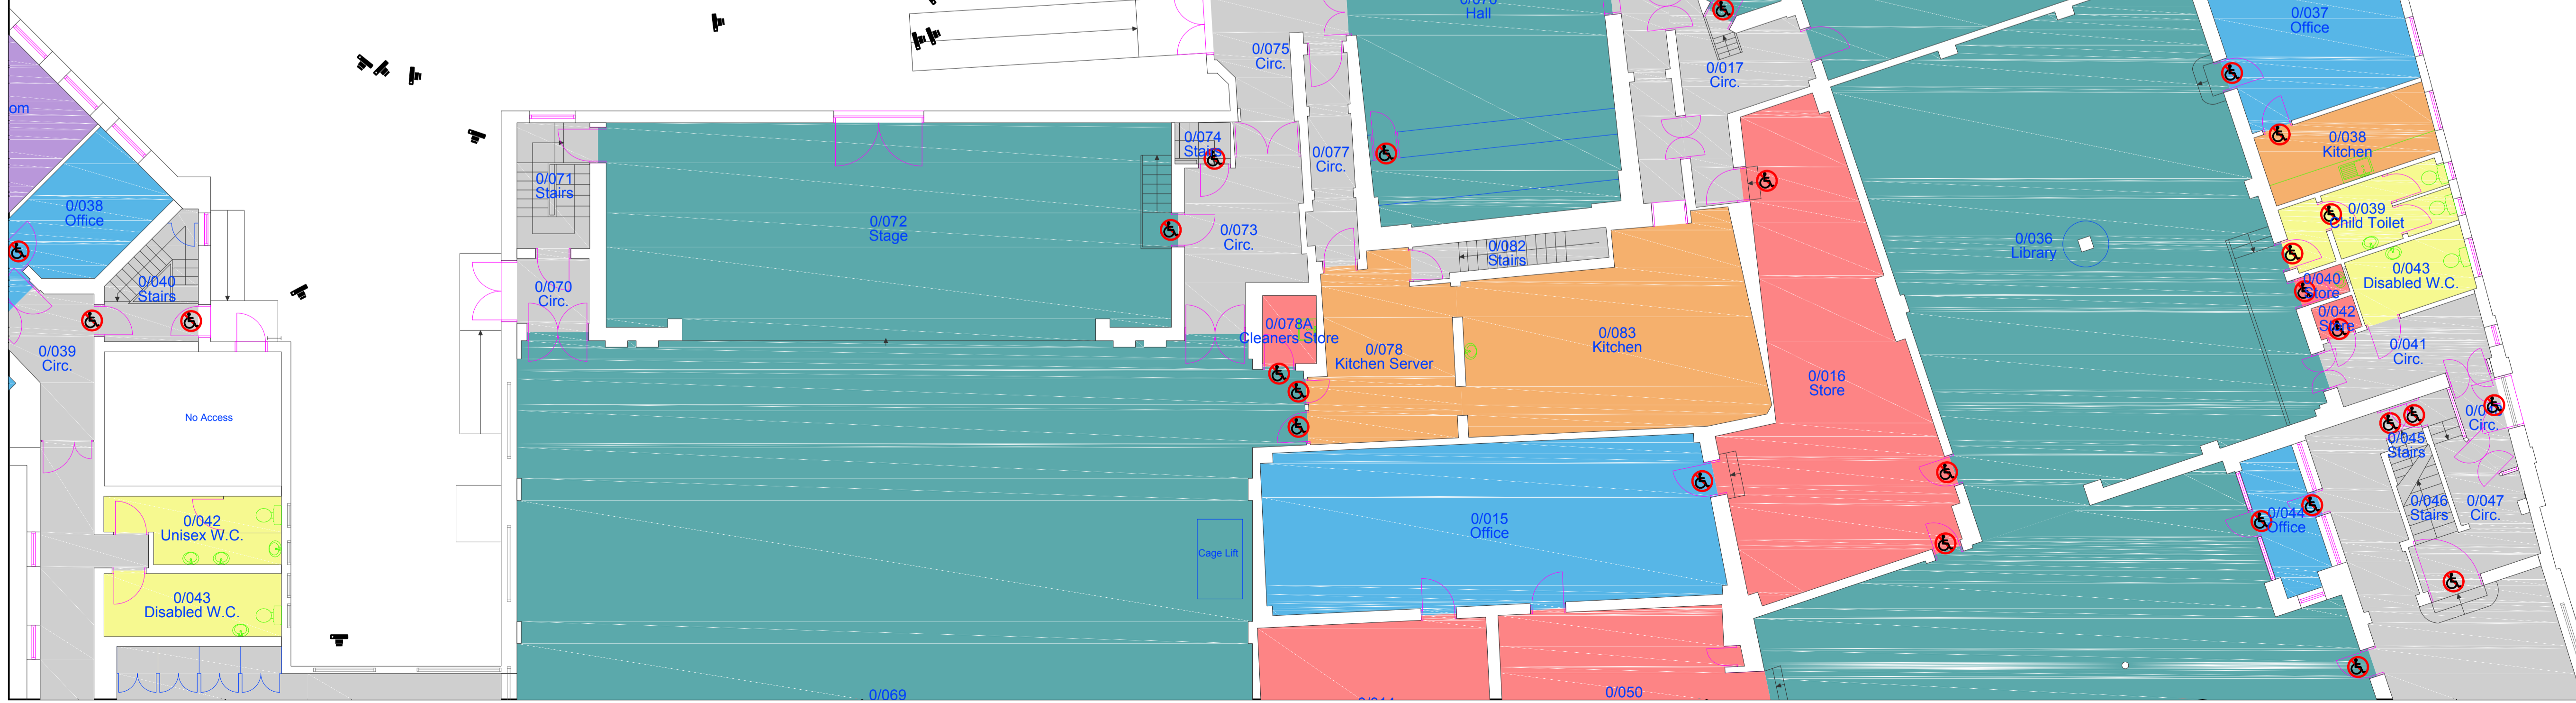 om
0/038
Office
0/040
Stairs
0/039
Circ.
No Access
0/042
Unisex W.C.
0/043
Disabled W.C.
0/071
Stairs
0/070
Circ.
0/072
Stage
0/069
0/074
Stairs
0/073
Circ.
0/075
Circ.
0/077
Circ.
Hall
0/078A
Cleaners Store
0/078
Kitchen Server
0/082
Stairs
0/083
Kitchen
Cage Lift
0/015
Office
0/050
0/017
Circ.
0/016
Store
0/036
Library
0/037
Office
0/038
Kitchen
0/039
Child Toilet
0/043
Disabled W.C.
0/040
Store
0/042
Store
0/041
Circ.
Circ.
0/045
Stairs
0/046
Stairs
0/047
Circ.
0/044
Office